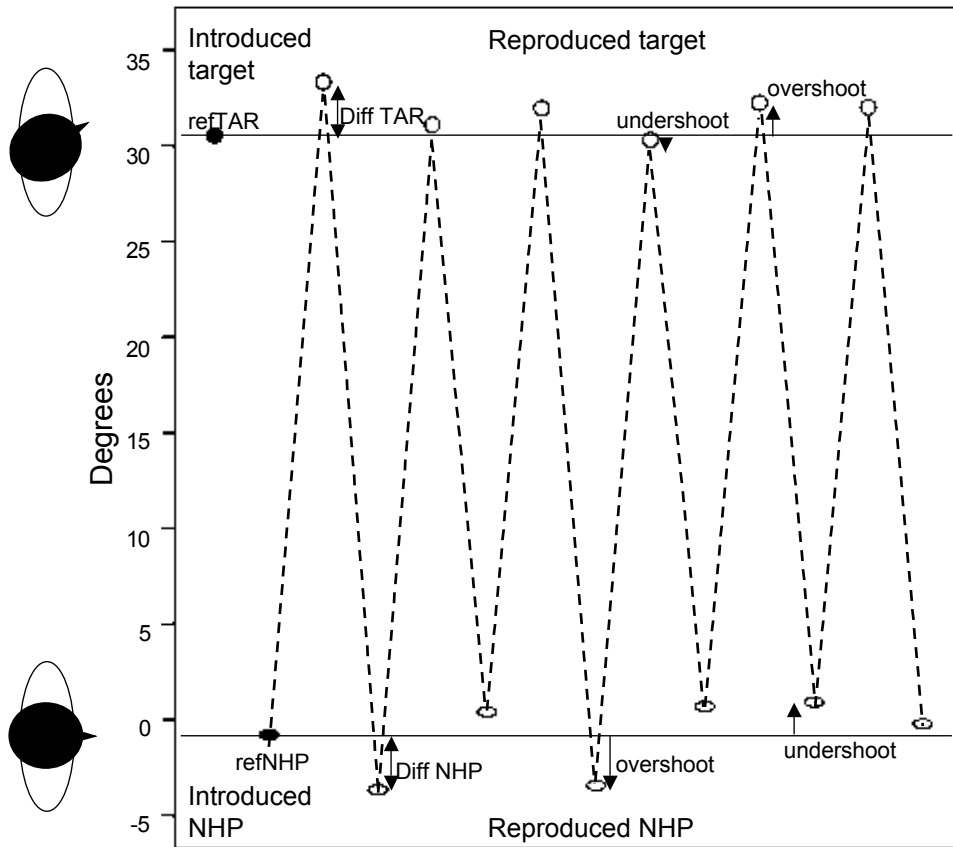 Introduced
target
Reproduced target
35
overshoot
refTAR
Diff TAR
undershoot
30
25
20
15
Degrees
10
5
0
refNHP
Diff NHP
overshoot
undershoot
Introduced
NHP
Reproduced NHP
-5